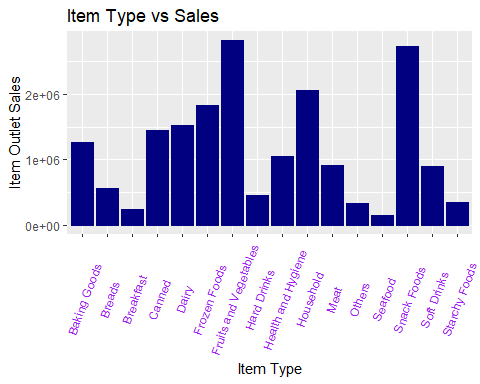 Item Type vs Sales
Item Outlet Sales
2e+06
1e+06
0e+00
Baking Goods
Breads
Breakfast
Canned
Dairy
Frozen Foods
Fruits and Vegetables
Hard Drinks
Health and Hygiene
Household
Meat
Others
Seafood
Snack Foods
Soft Drinks
Starchy Foods
Item Type